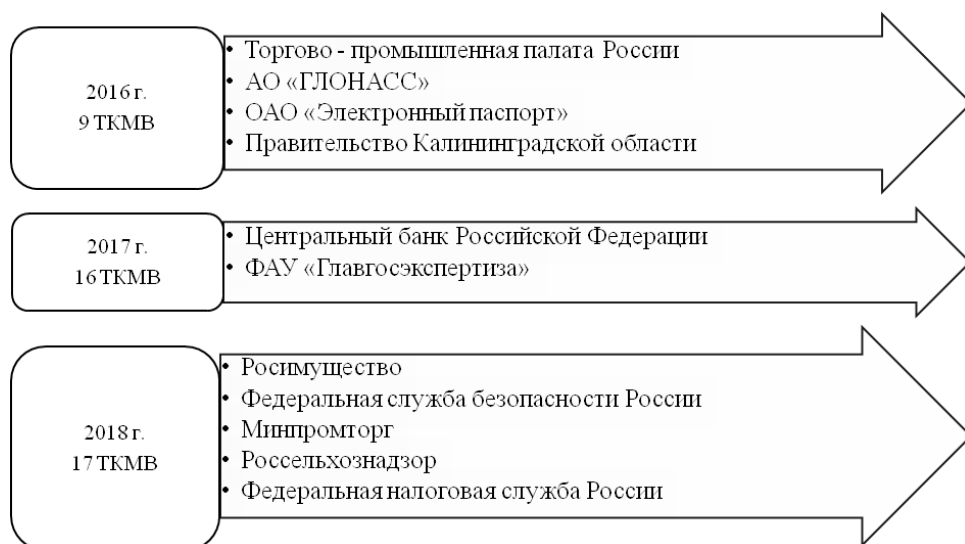 2016 г.
9 ТКМВ
• Торгово - промышленная палата России
• АО «ГЛОНАСС»
• ОАО «Электронный паспорт»
• Правительство Калининградской области
2017 г.
16 ТКМВ
• Центральный банк Российской Федерации
• ФАУ «Главгосэкспертиза»
2018 г.
17 ТКМВ
• Росимущество
• Федеральная служба безопасности России
• Минпромторг
• Россельхознадзор
• Федеральная налоговая служба России